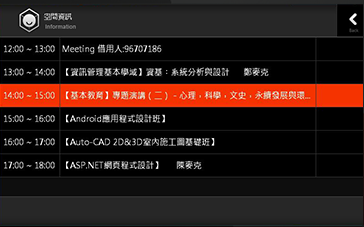 空間資訊
Information
Back
12:00 ~ 13:00 Meeting 借用人:96707186
13:00 ~ 14:00 【資訊管理基本學域】資基：系統分析與設計 鄭麥克
14:00 ~ 15:00 【基本教育】專題演講（二）- 心理，科學，文史，永續發展與環...
15:00 ~ 16:00 【Android應用程式設計班】
16:00 ~ 17:00 【Auto-CAD 2D&3D室內施工圖基礎班】
17:00 ~ 18:00 【ASP.NET網頁程式設計】 陳麥克